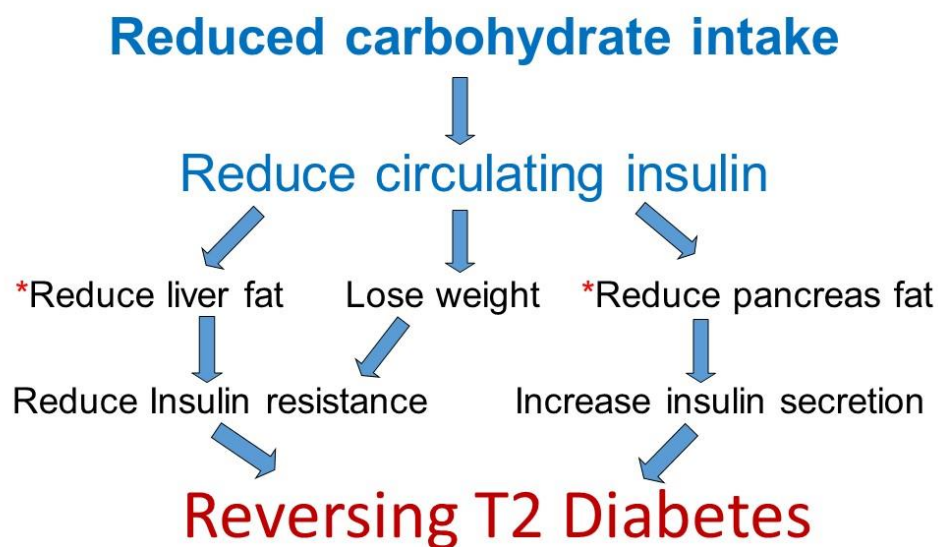 Reduced carbohydrate intake
Reduce circulating insulin
*Reduce liver fat Lose weight *Reduce pancreas fat
Reduce Insulin resistance Increase insulin secretion
Reversing T2 Diabetes